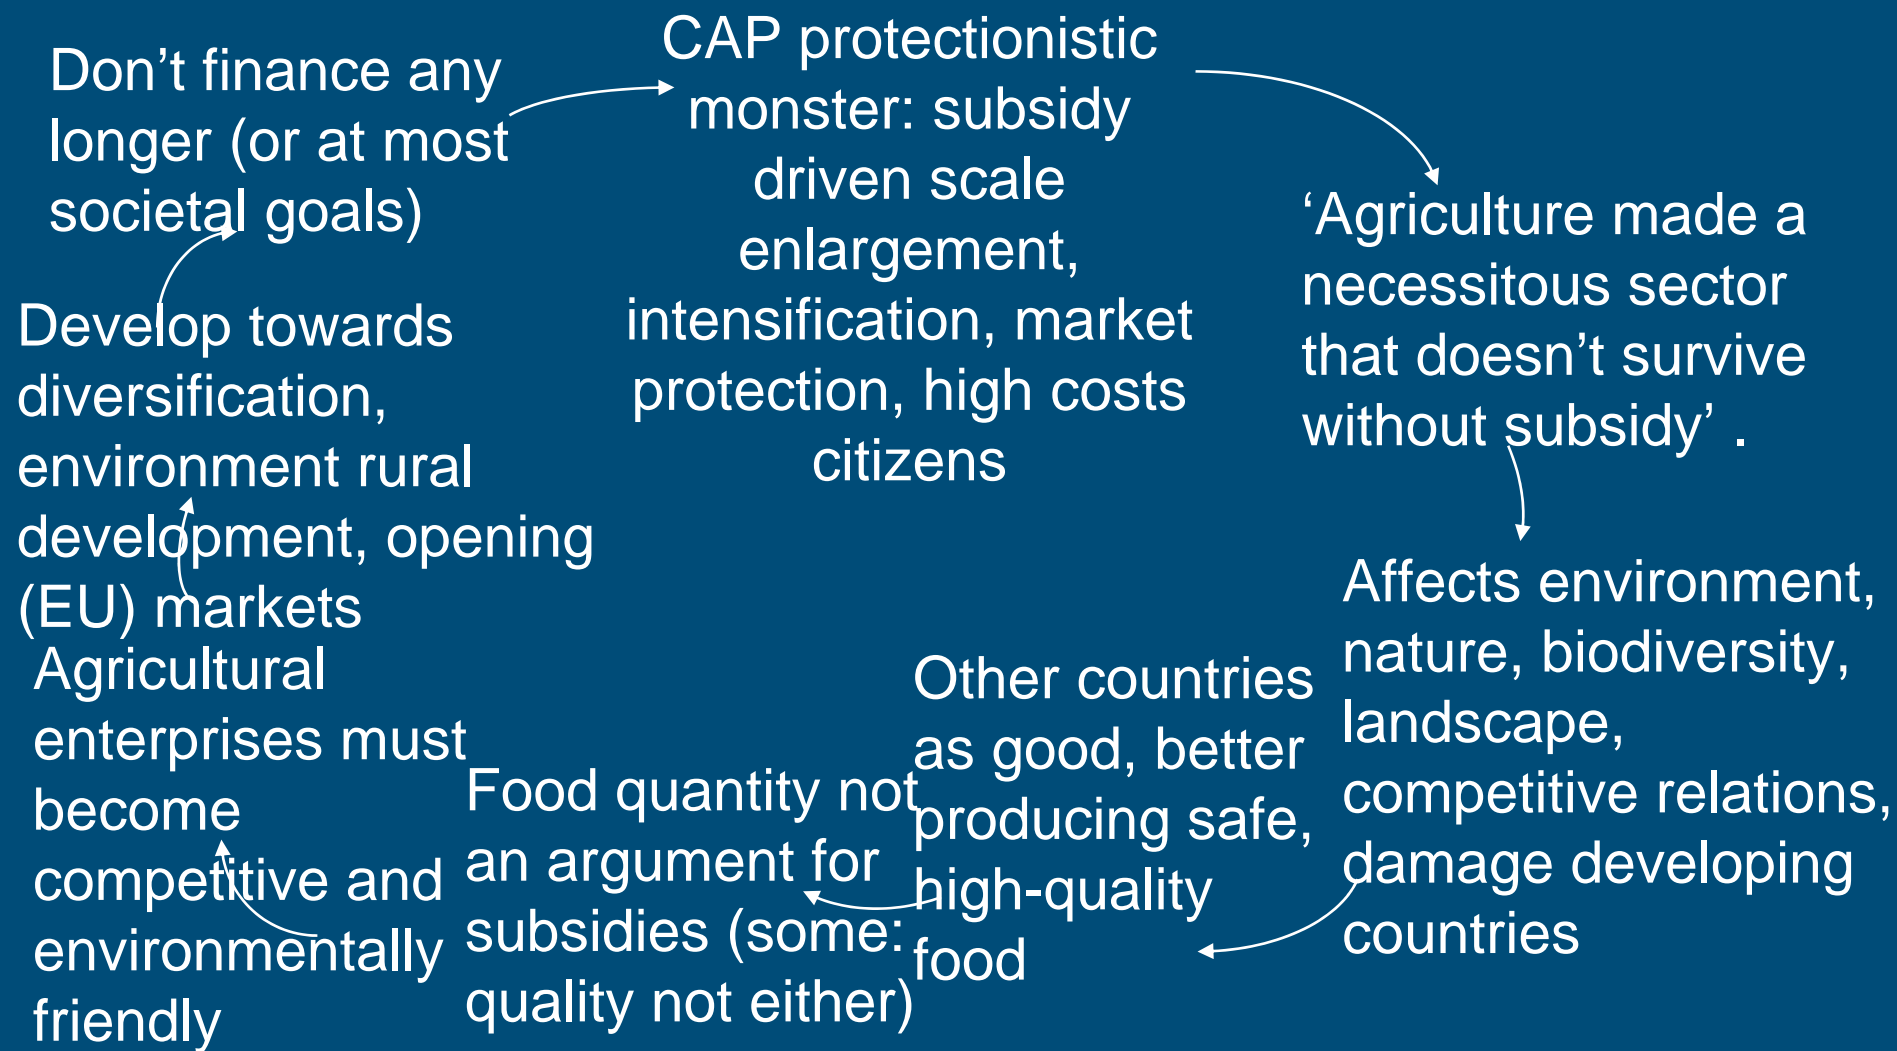 Don’t finance any
longer (or at most
societal goals)
CAP protectionistic
monster: subsidy
driven scale
enlargement,
intensification, market
protection, high costs
citizens
‘Agriculture made a
necessitous sector
that doesn’t survive
without subsidy’ .
Affects environment,
nature, biodiversity,
landscape,
competitive relations,
damage developing
countries
Other countries
as good, better
producing safe,
high-quality
food
Food quantity not
an argument for
subsidies (some:
quality not either)
Agricultural
enterprises must
become
competitive and
environmentally
friendly
Develop towards
diversification,
environment rural
development, opening
(EU) markets